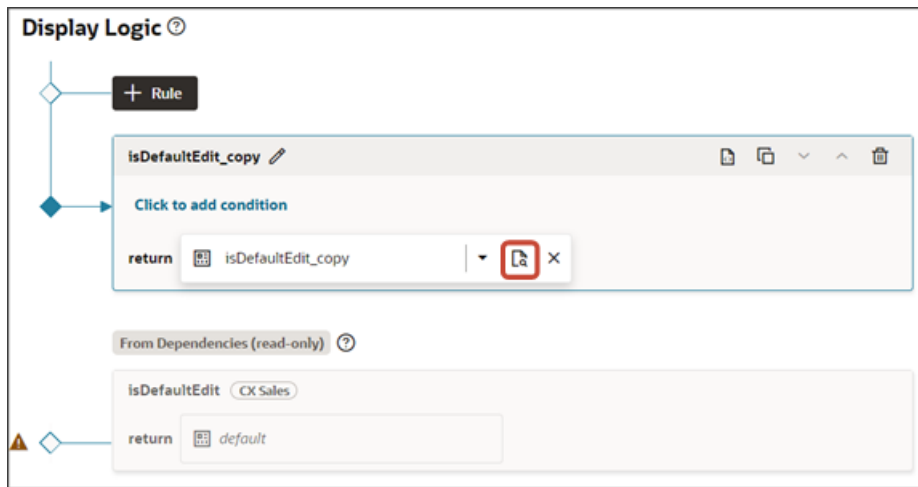 Display Logic
+ Rule
isDefaultEdit_copy
Click to add condition
return isDefaultEdit_copy
From Dependencies (read-only)
isDefaultEdit CX Sales
return default